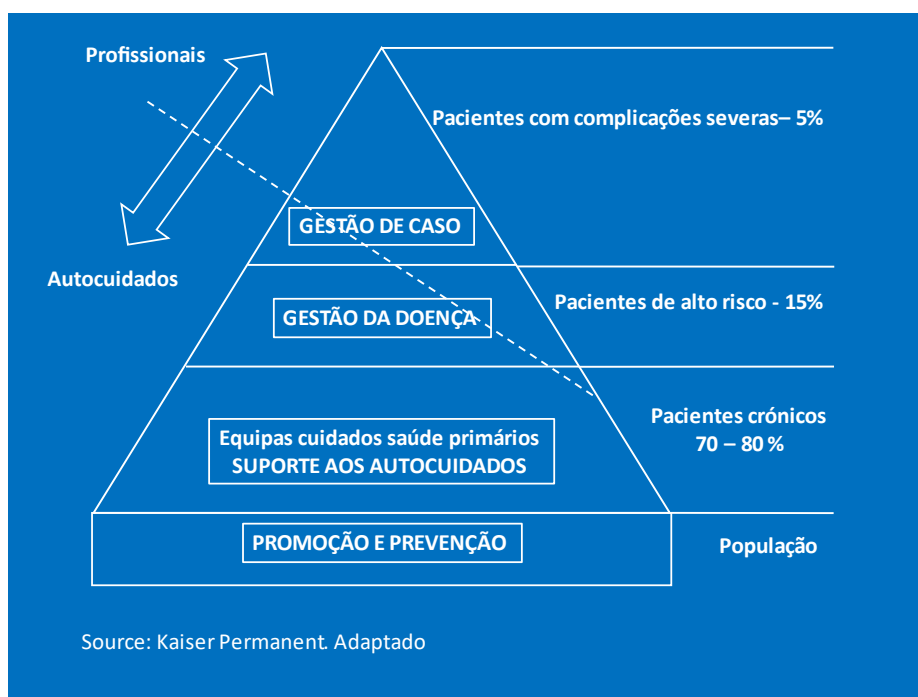 Profissionais
Pacientes com complicações severas– 5%
GESTÃO DE CASO
Autocuidados
Pacientes de alto risco - 15%
GESTÃO DA DOENÇA
Pacientes crónicos
70 – 80 %
Equipas cuidados saúde primários
SUPORTE AOS AUTOCUIDADOS
PROMOÇÃO E PREVENÇÃO
População
Source: Kaiser Permanent. Adaptado